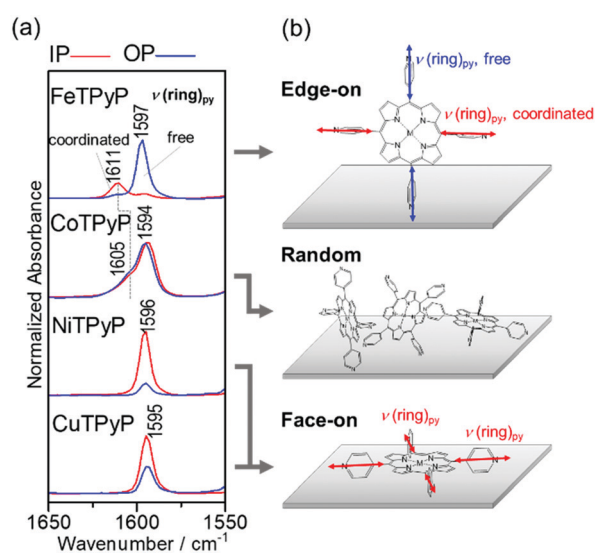 (a)
IP OP
FeTPyP
ν (ring)py
1597
coordinated
free
1611
CoTPyP
1594
1605
NiTPyP
1596
CuTPyP
1595
Normalized Absorbance
1650 1600 1550
Wavenumber / cm-1
(b)
ν (ring)py, free
Edge-on
ν (ring)py, coordinated
N N M N N
N
N
Random
Face-on
ν (ring)py
ν (ring)py
N N M N N
N
N